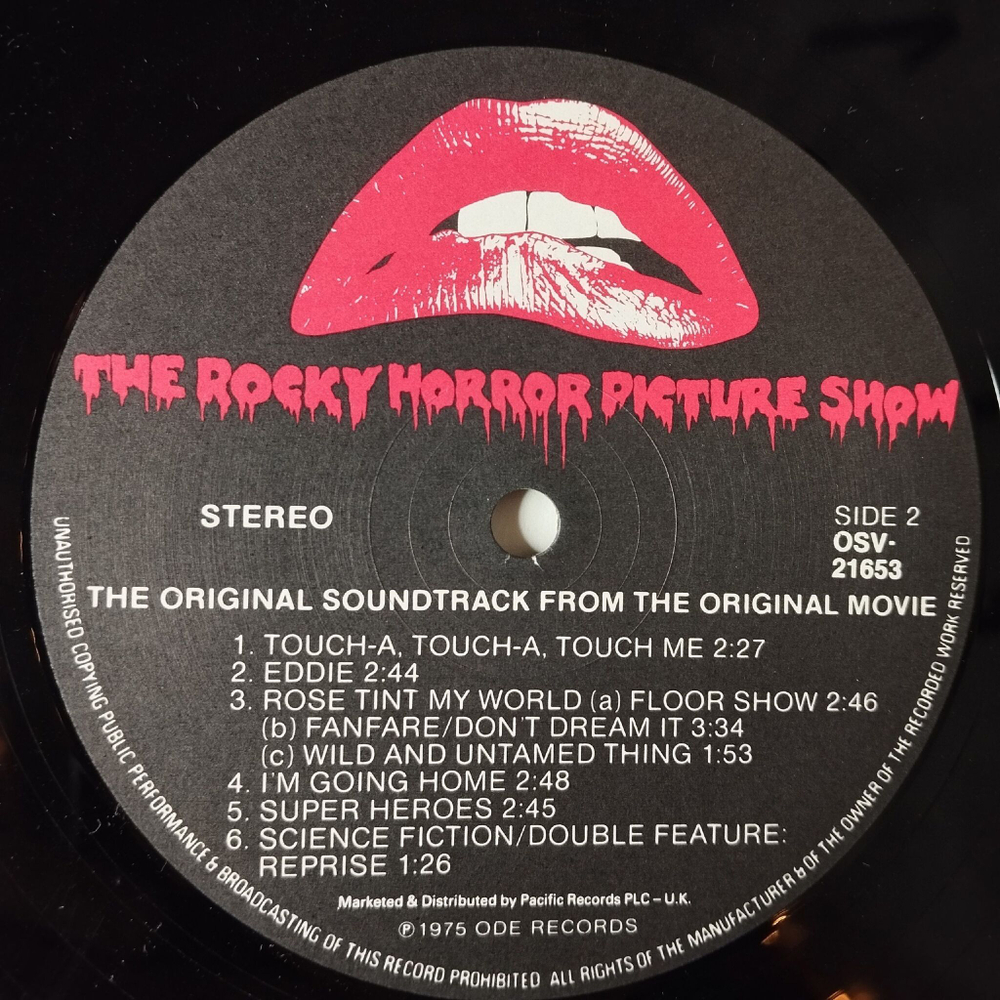 THE ROCKY HORROR PICTURE SHOW
STEREO
SIDE 2
OSV-
21653
THE ORIGINAL SOUNDTRACK FROM THE ORIGINAL MOVIE
1. TOUCH-A, TOUCH-A, TOUCH ME 2:27
2. EDDIE 2:44
3. ROSE TINT MY WORLD (a) FLOOR SHOW 2:46
(b) FANFARE/DON'T DREAM IT 3:34
(c) WILD AND UNTAMED THING 1:53
4. I'M GOING HOME 2:48
5. SUPER HEROES 2:45
6. SCIENCE FICTION/DOUBLE FEATURE:
REPRISE 1:26
Marketed & Distributed by Pacific Records PLC – U.K.
℗ 1975 ODE RECORDS
UNAUTHORISED COPYING PUBLIC PERFORMANCE & BROADCASTING OF THIS RECORD PROHIBITED ALL RIGHTS OF THE MANUFACTURER & OF THE OWNER OF THE RECORDED WORK RESERVED